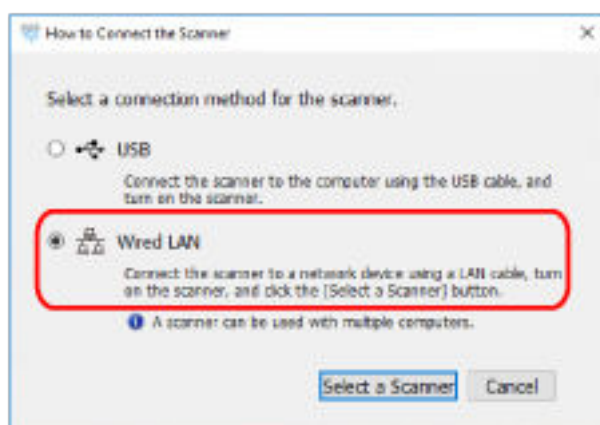 How to Connect the Scanner
Select a connection method for the scanner.
USB
Connect the scanner to the computer using the USB cable, and
turn on the scanner.
Wired LAN
Connect the scanner to a network device using a LAN cable, turn
on the scanner, and click the [Select a Scanner] button.
A scanner can be used with multiple computers.
Select a Scanner Cancel